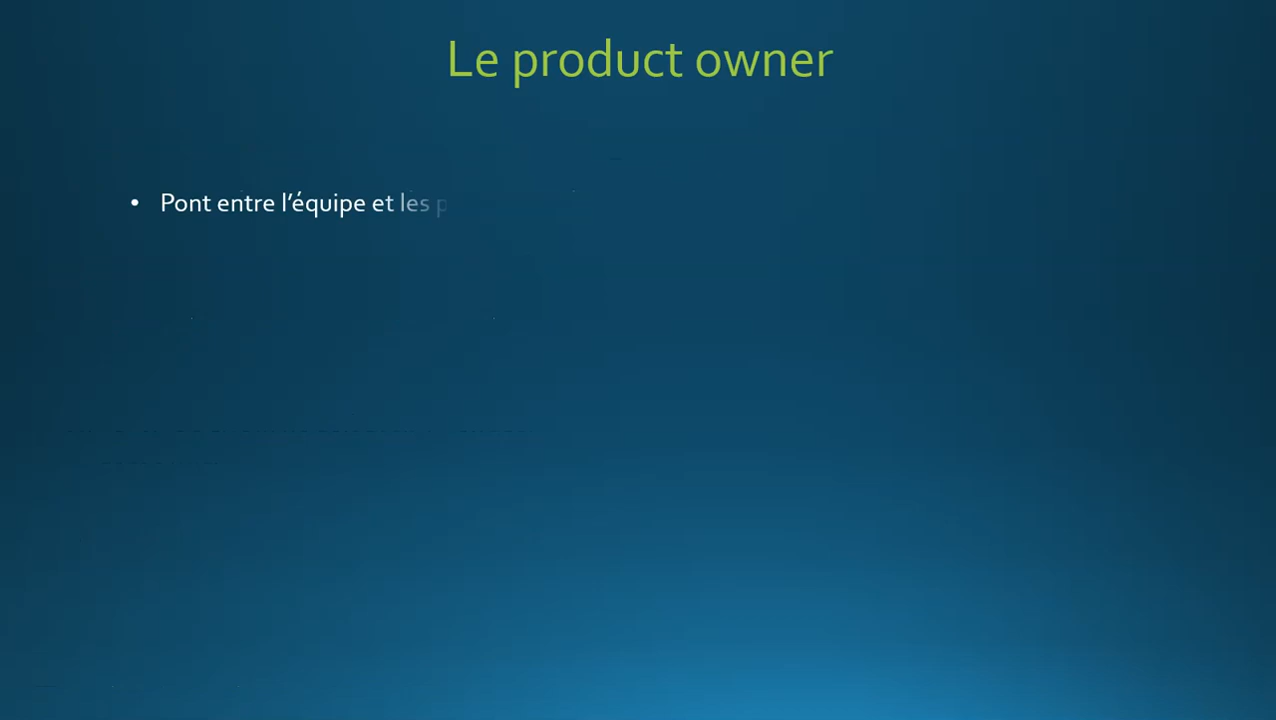 Le product owner
• Pont entre l’équipe et les